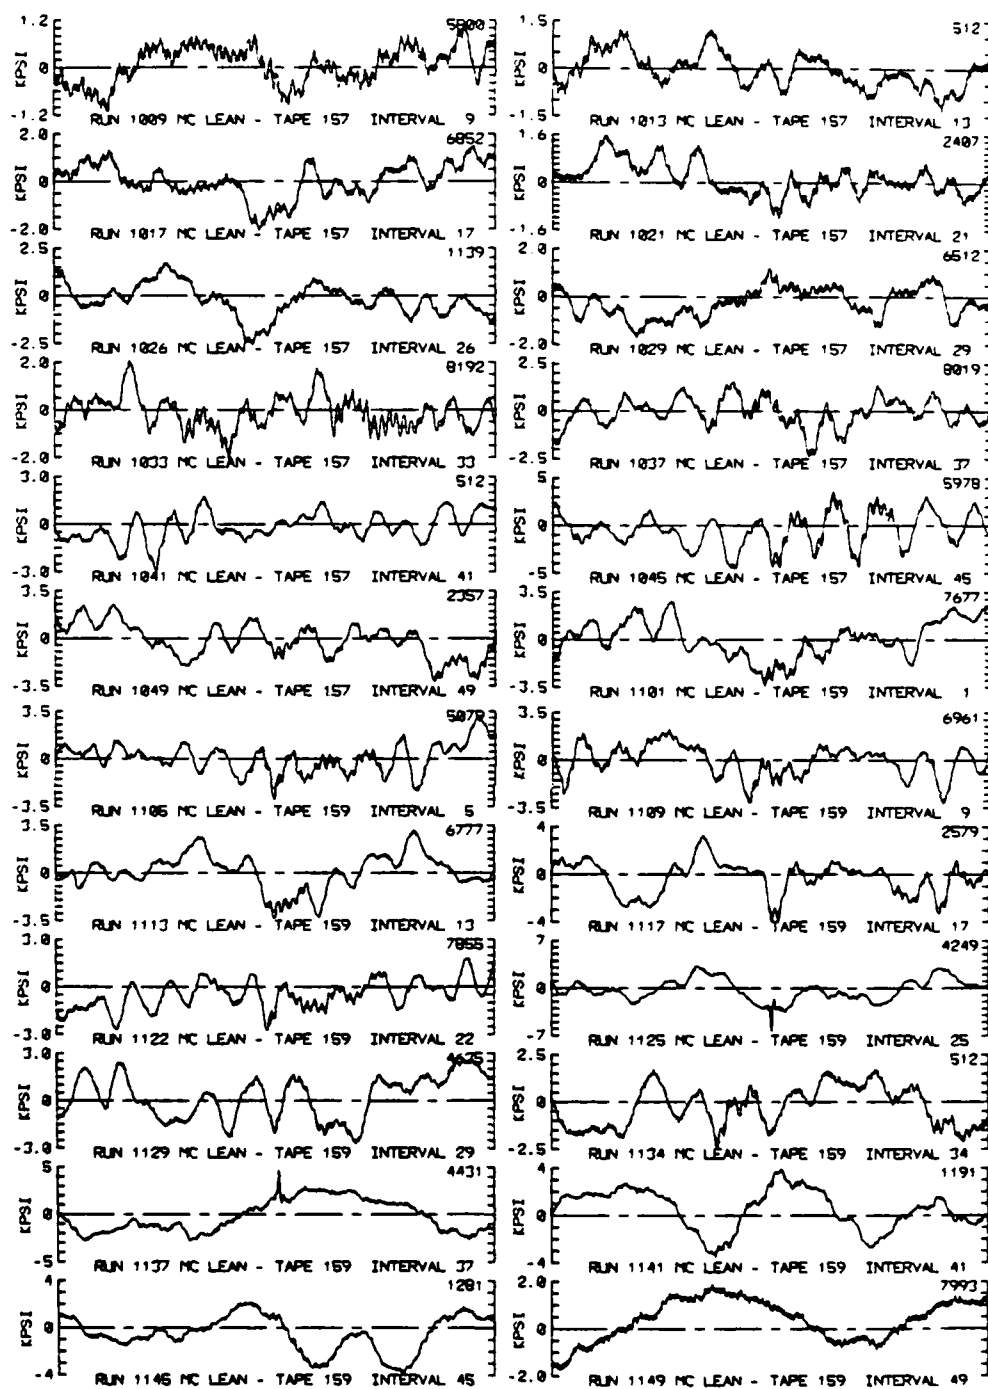 1.2 5800 1.5 512
KPSI 0 KPSI 0
-1.2 RUN 1009 MC LEAN - TAPE 157 INTERVAL 9 -1.5 RUN 1013 MC LEAN - TAPE 157 INTERVAL 13
2.0 6852 1.6 2407
KPSI 0 KPSI 0
-2.0 RUN 1017 MC LEAN - TAPE 157 INTERVAL 17 -1.6 RUN 1021 MC LEAN - TAPE 157 INTERVAL 21
2.5 1139 2.0 6512
KPSI 0 KPSI 0
-2.5 RUN 1026 MC LEAN - TAPE 157 INTERVAL 26 -2.0 RUN 1029 MC LEAN - TAPE 157 INTERVAL 29
2.0 8192 2.5 8019
KPSI 0 KPSI 0
-2.0 RUN 1033 MC LEAN - TAPE 157 INTERVAL 33 -2.5 RUN 1037 MC LEAN - TAPE 157 INTERVAL 37
3.0 512 5 5978
KPSI 0 KPSI 0
-3.0 RUN 1041 MC LEAN - TAPE 157 INTERVAL 41 -5 RUN 1045 MC LEAN - TAPE 157 INTERVAL 45
3.5 2357 3.5 7677
KPSI 0 KPSI 0
-3.5 RUN 1049 MC LEAN - TAPE 157 INTERVAL 49 -3.5 RUN 1101 MC LEAN - TAPE 159 INTERVAL 1
3.5 3.5 6961
KPSI 0 KPSI 0
-3.5 RUN 1105 MC LEAN - TAPE 159 INTERVAL 5 -3.5 RUN 1109 MC LEAN - TAPE 159 INTERVAL 9
3.5 6777 4 2579
KPSI 0 KPSI 0
-3.5 RUN 1113 MC LEAN - TAPE 159 INTERVAL 13 -4 RUN 1117 MC LEAN - TAPE 159 INTERVAL 17
3.0 7855 7 4249
KPSI 0 KPSI 0
-3.0 RUN 1122 MC LEAN - TAPE 159 INTERVAL 22 -7 RUN 1125 MC LEAN - TAPE 159 INTERVAL 25
3.0 2.5 512
KPSI 0 KPSI 0
-3.0 RUN 1129 MC LEAN - TAPE 159 INTERVAL 29 -2.5 RUN 1134 MC LEAN - TAPE 159 INTERVAL 34
5 4431 4 1191
KPSI 0 KPSI 0
-5 RUN 1137 MC LEAN - TAPE 159 INTERVAL 37 -4 RUN 1141 MC LEAN - TAPE 159 INTERVAL 41
4 1281 2.0 7993
KPSI 0 KPSI 0
-4 RUN 1145 MC LEAN - TAPE 159 INTERVAL 45 -2.0 RUN 1149 MC LEAN - TAPE 159 INTERVAL 49